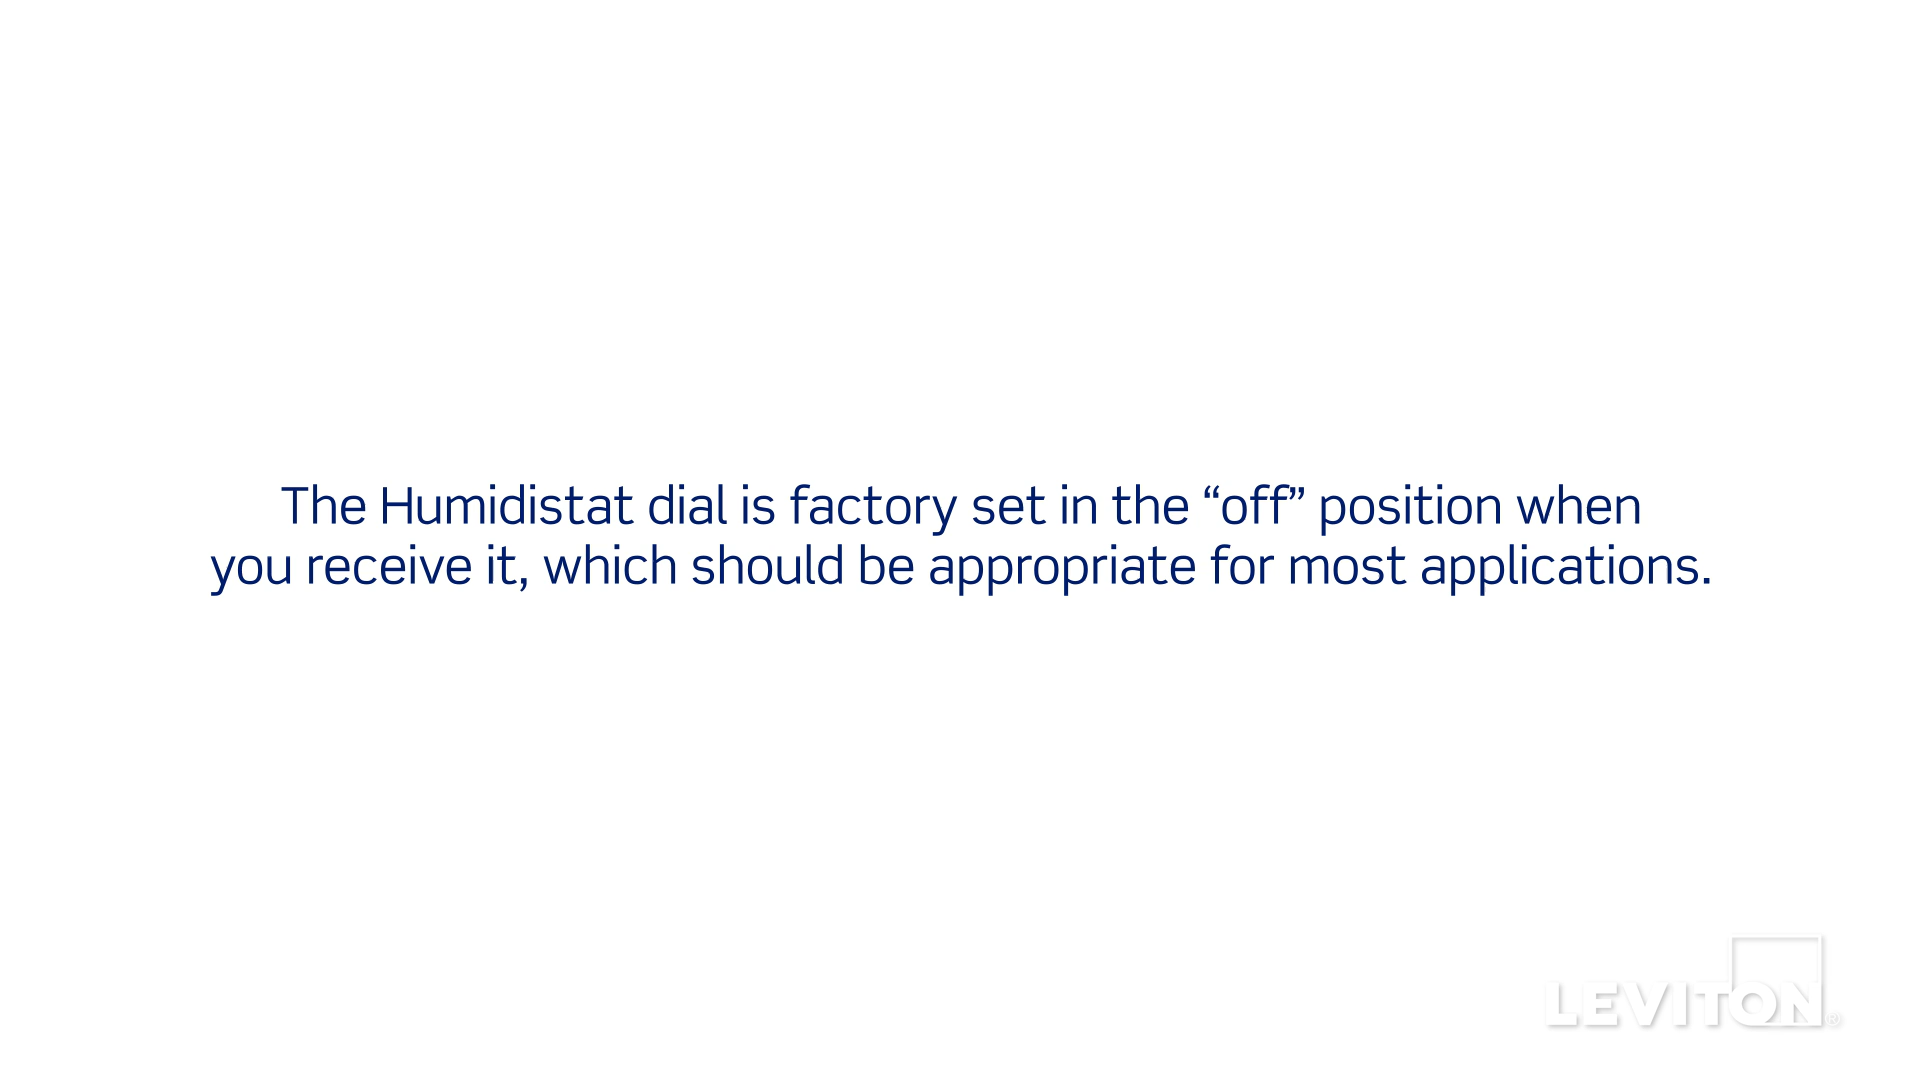 The Humidistat dial is factory set in the “off” position when
you receive it, which should be appropriate for most applications.
LEVITON®